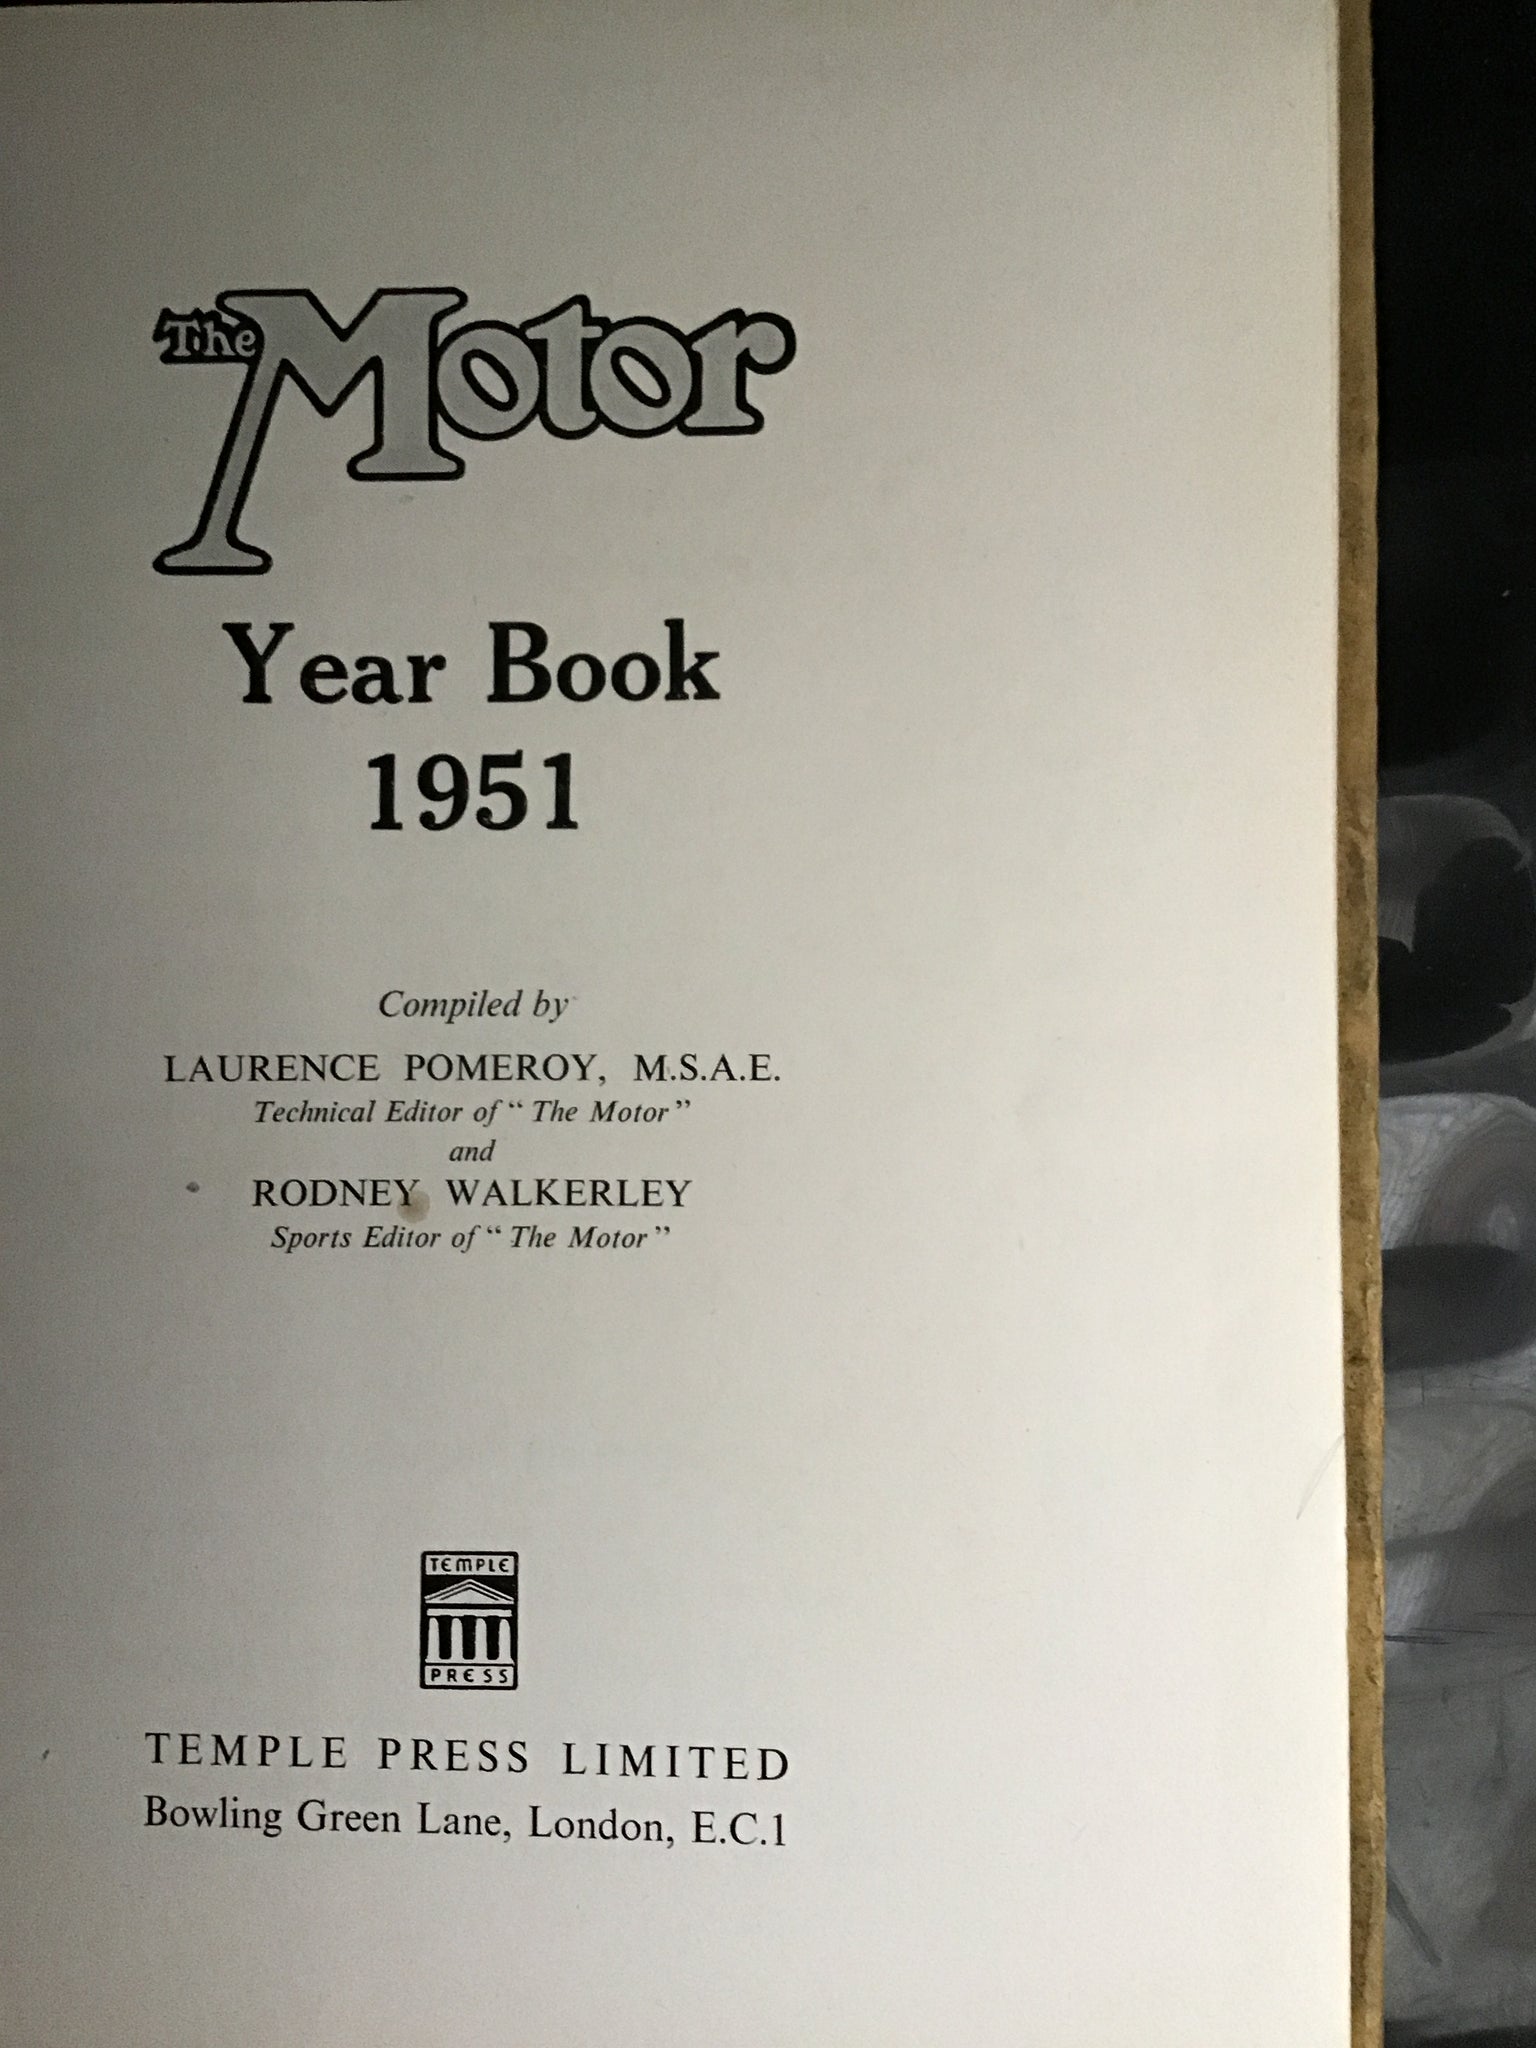 The Motor
Year Book
1951
Compiled by
LAURENCE POMEROY, M.S.A.E.
Technical Editor of “ The Motor ”
and
RODNEY WALKERLEY
Sports Editor of “ The Motor ”
TEMPLE
PRESS
TEMPLE PRESS LIMITED
Bowling Green Lane, London, E.C.1